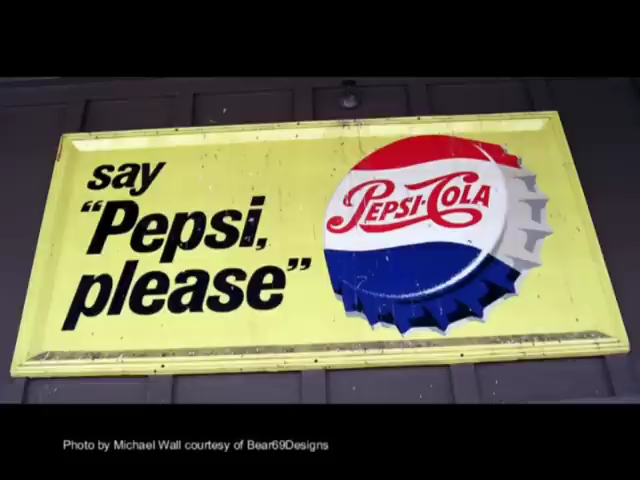 say
“Pepsi,
please”
PEPSI·COLA
Photo by Michael Wall courtesy of Bear69Designs